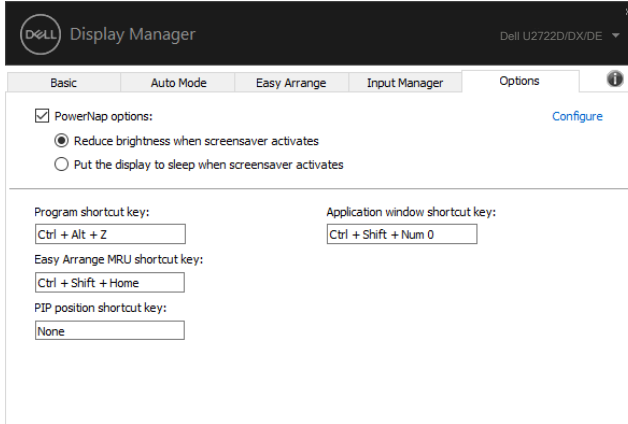 DELL Display Manager
Dell U2722D/DX/DE
Basic Auto Mode Easy Arrange Input Manager Options
PowerNap options: Configure
Reduce brightness when screensaver activates
Put the display to sleep when screensaver activates
Program shortcut key: Application window shortcut key:
Ctrl + Alt + Z Ctrl + Shift + Num 0
Easy Arrange MRU shortcut key:
Ctrl + Shift + Home
PIP position shortcut key:
None